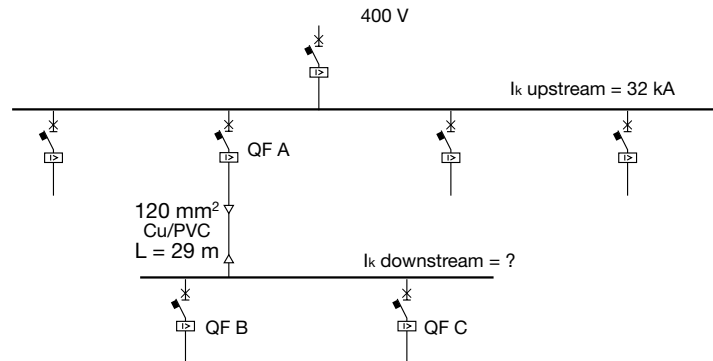 400 V
I>
Iₖ upstream = 32 kA
I>
I>
QF A
I>
I>
120 mm²
Cu/PVC
L = 29 m
Iₖ downstream = ?
I>
QF B
I>
QF C